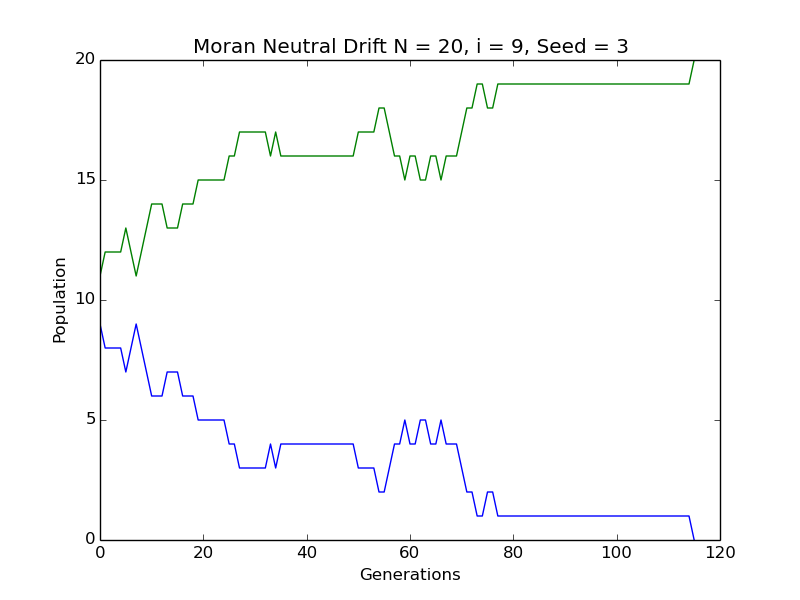 Moran Neutral Drift N = 20, i = 9, Seed = 3
20
15
10
5
0
Population
0 20 40 60 80 100 120
Generations